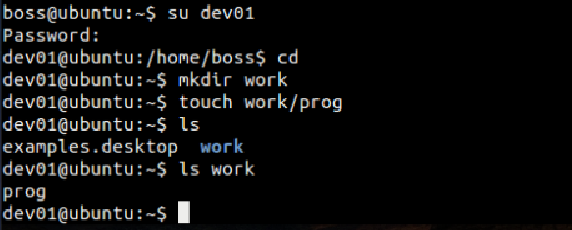 boss@ubuntu:~$ su dev01
Password:
dev01@ubuntu:/home/boss$ cd
dev01@ubuntu:~$ mkdir work
dev01@ubuntu:~$ touch work/prog
dev01@ubuntu:~$ ls
examples.desktop  work
dev01@ubuntu:~$ ls work
prog
dev01@ubuntu:~$